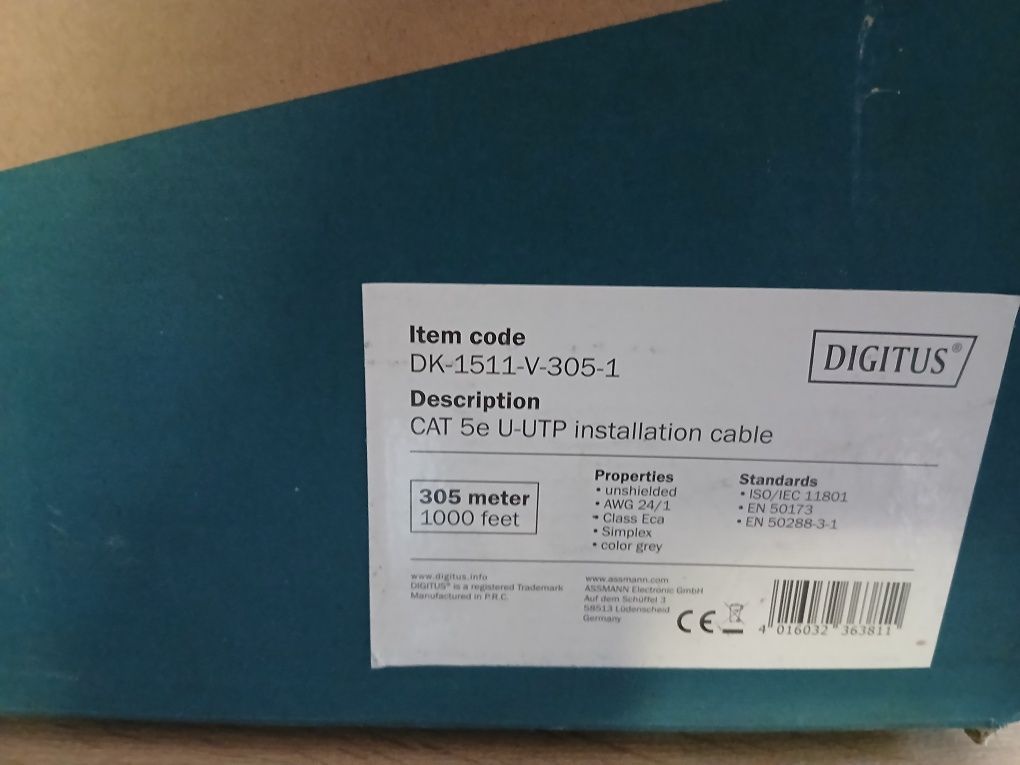 Item code
DK-1511-V-305-1
DIGITUS®
Description
CAT 5e U-UTP installation cable
305 meter
1000 feet
Properties
• unshielded
• AWG 24/1
• Class Eca
• Simplex
• color grey
Standards
• ISO/IEC 11801
• EN 50173
• EN 50288-3-1
www.digitus.info
DIGITUS® is a registered Trademark
Manufactured in P.R.C.
www.assmann.com
ASSMANN Electronic GmbH
Auf dem Schüffel 3
58513 Lüdenscheid
Germany
CE
4 016032 363811